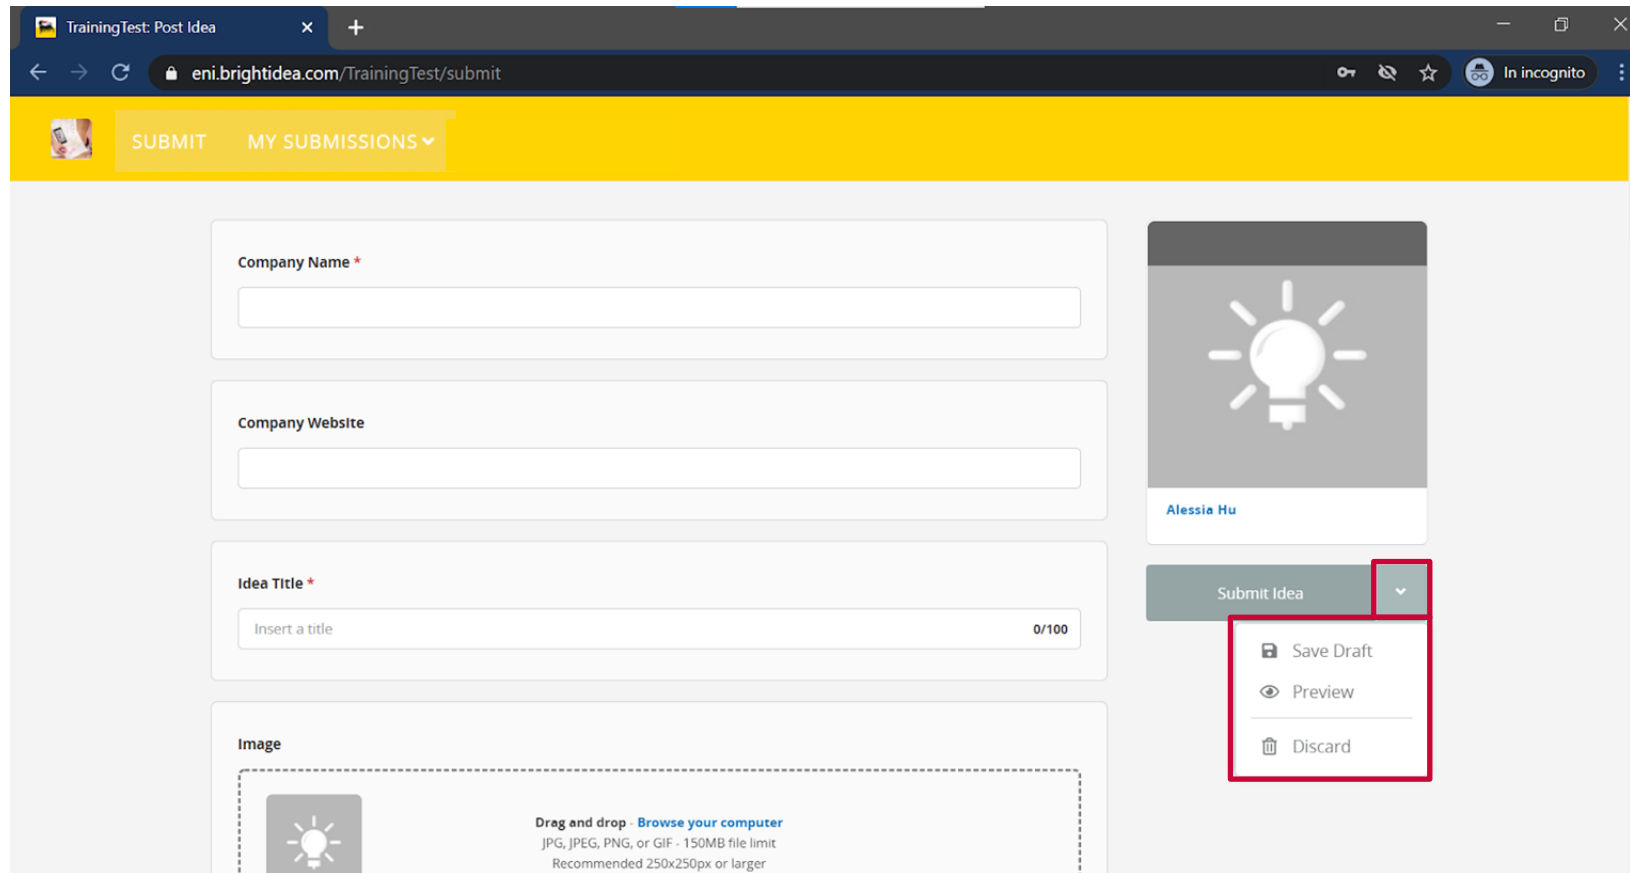 TrainingTest: Post Idea
eni.brightidea.com/TrainingTest/submit
In incognito
SUBMIT MY SUBMISSIONS
Company Name *
Company Website
Idea Title *
Insert a title 0/100
Image
Drag and drop - Browse your computer
JPG, JPEG, PNG, or GIF - 150MB file limit
Recommended 250x250px or larger
Alessia Hu
Submit Idea
Save Draft
Preview
Discard